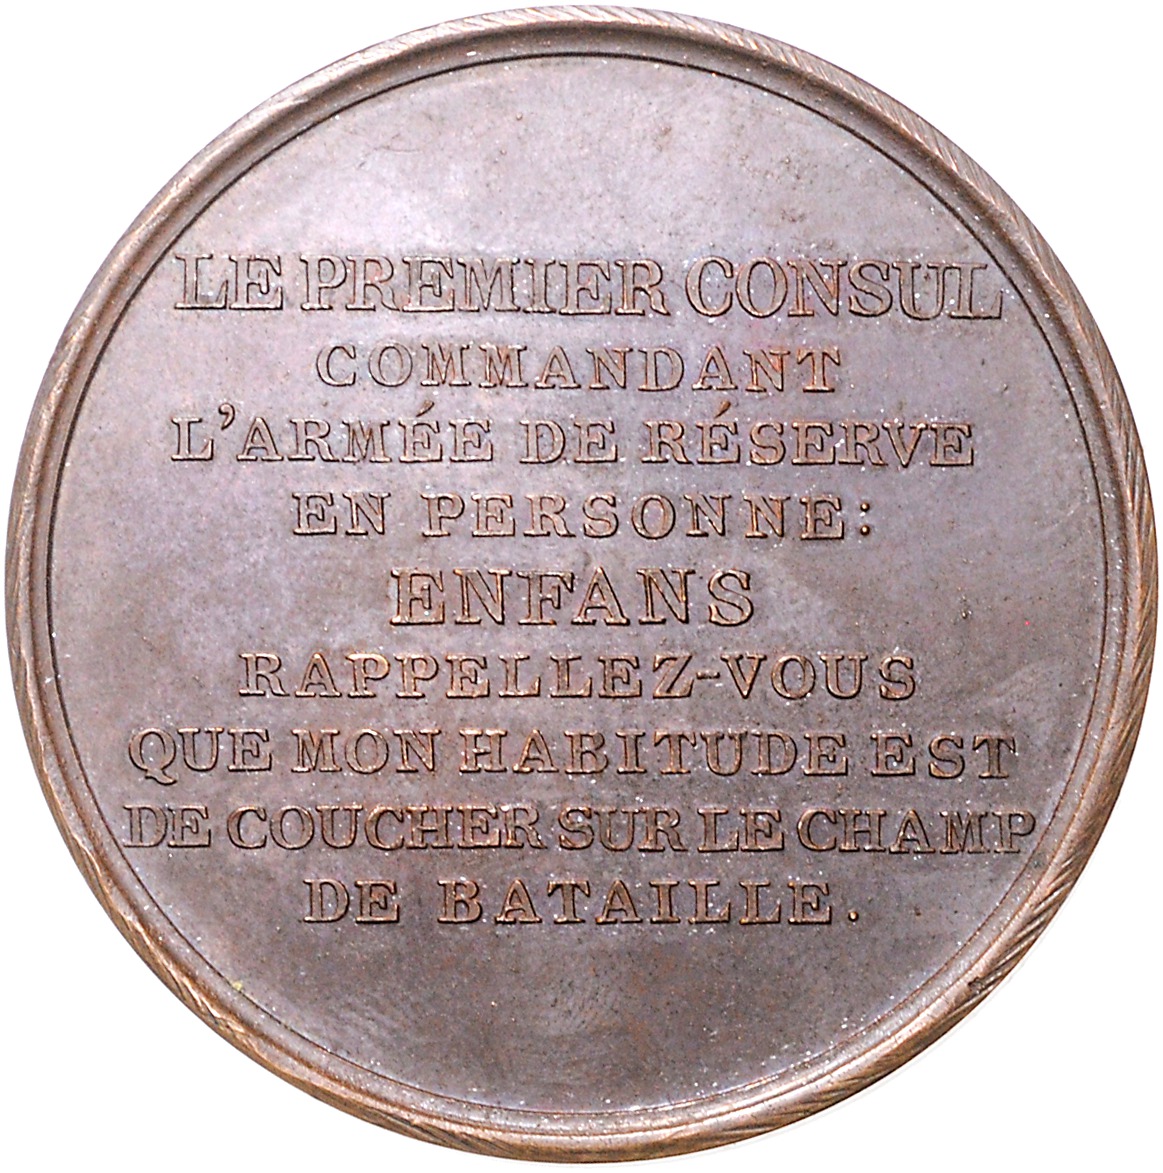 LE PREMIER CONSUL
COMMANDANT
L'ARMÉE DE RÉSERVE
EN PERSONNE:
ENFANS
RAPPELLEZ-VOUS
QUE MON HABITUDE EST
DE COUCHER SUR LE CHAMP
DE BATAILLE.